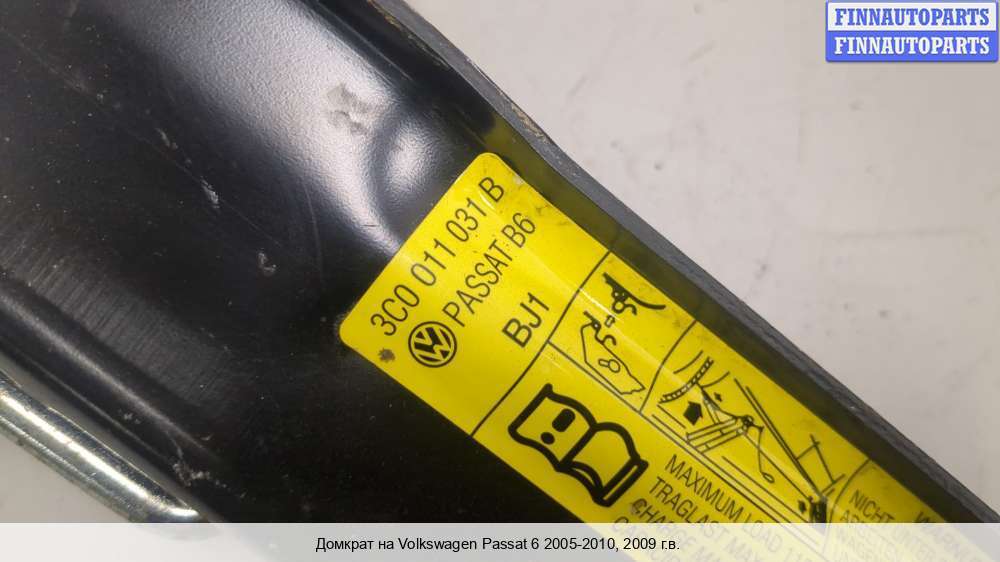 FINNAUTOPARTS
FINNAUTOPARTS
3C0 011 031 B
PASSAT B6
BJ1
MAXIMUM LOAD
TRAGLAST
NICHT
Домкрат на Volkswagen Passat 6 2005-2010, 2009 г.в.